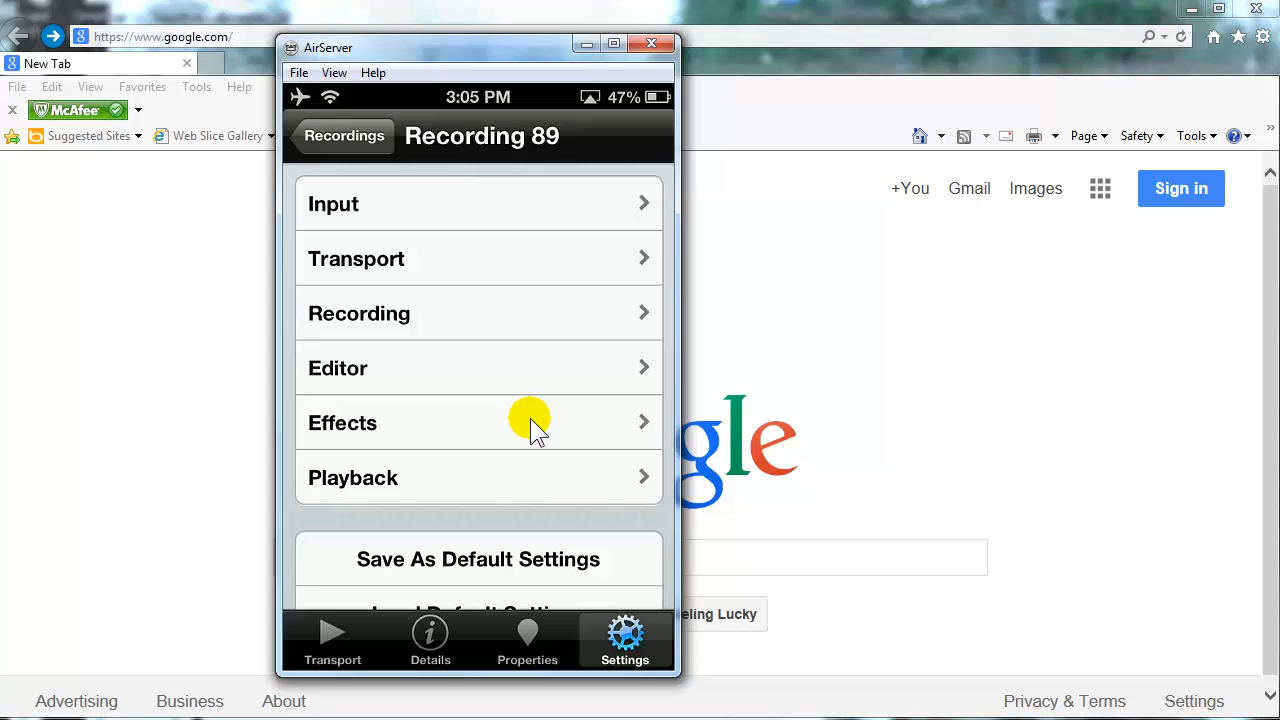 https://www.google.com/
New Tab
File Edit View Favorites Tools Help
McAfee
Suggested Sites
Web Slice Gallery
Page Safety Tools
+You Gmail Images Sign in
gle
eling Lucky
Advertising Business About
Privacy & Terms Settings
AirServer
File View Help
3:05 PM 47%
Recordings Recording 89
Input
Transport
Recording
Editor
Effects
Playback
Save As Default Settings
Transport Details Properties Settings